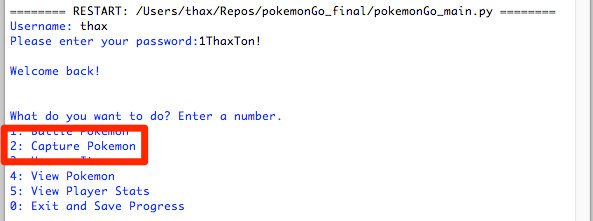 ======== RESTART: /Users/thax/Repos/pokemonGo_final/pokemonGo_main.py ========
Username: thax
Please enter your password:1ThaxTon!
Welcome back!
What do you want to do? Enter a number.
1: Battle Pokemon
2: Capture Pokemon
4: View Pokemon
5: View Player Stats
0: Exit and Save Progress